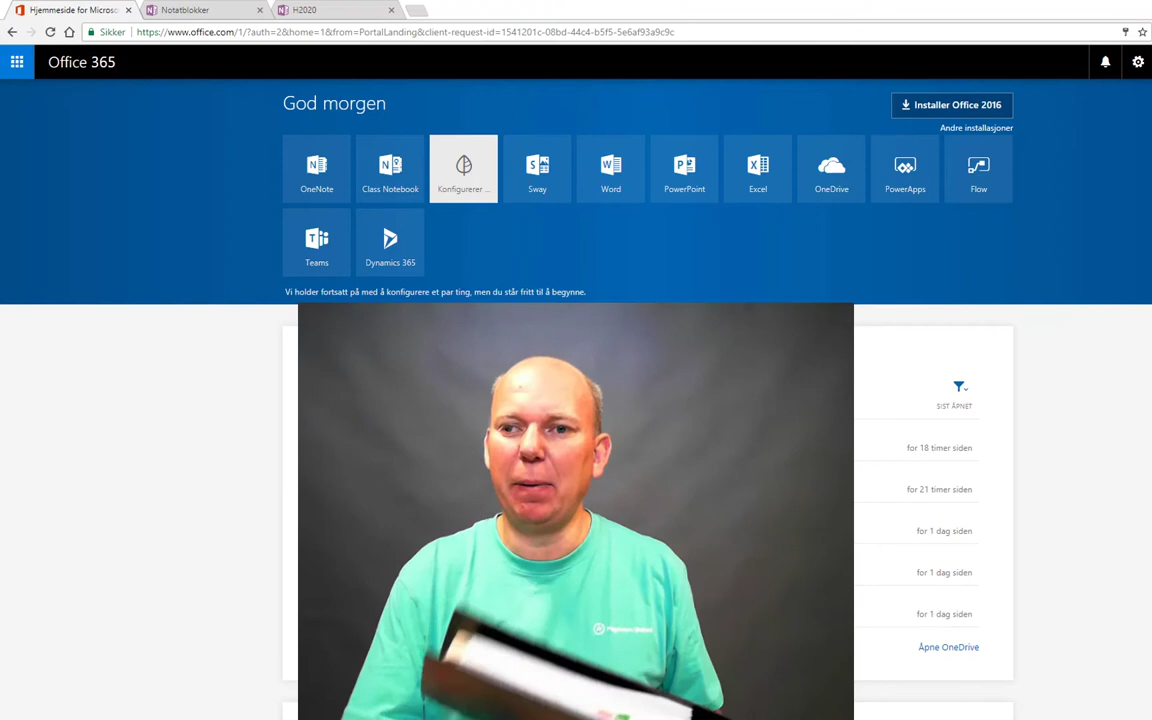 Hjemmeside for Microso
Notatblokker
H2020
Sikker
https://www.office.com/1/?auth=2&home=1&from=PortalLanding&client-request-id=1541201c-08bd-44c4-b5f5-5e6af93a9c9c
Office 365
God morgen
Installer Office 2016
Andre installasjoner
OneNote
Class Notebook
Konfigurerer ...
Sway
Word
PowerPoint
Excel
OneDrive
PowerApps
Flow
Teams
Dynamics 365
Vi holder fortsatt på med å konfigurere et par ting, men du står fritt til å begynne.
SIST ÅPNET
for 18 timer siden
for 21 timer siden
for 1 dag siden
for 1 dag siden
for 1 dag siden
Åpne OneDrive